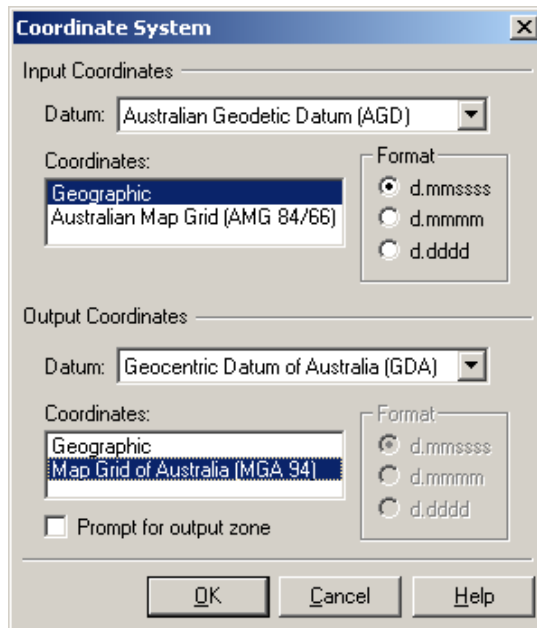 Coordinate System
Input Coordinates
Datum: Australian Geodetic Datum (AGD)
Coordinates:
Geographic
Australian Map Grid (AMG 84/66)
Format
d.mmssss
d.mmmm
d.dddd
Output Coordinates
Datum: Geocentric Datum of Australia (GDA)
Coordinates:
Geographic
Map Grid of Australia (MGA 94)
Format
d.mmssss
d.mmmm
d.dddd
Prompt for output zone
OK
Cancel
Help